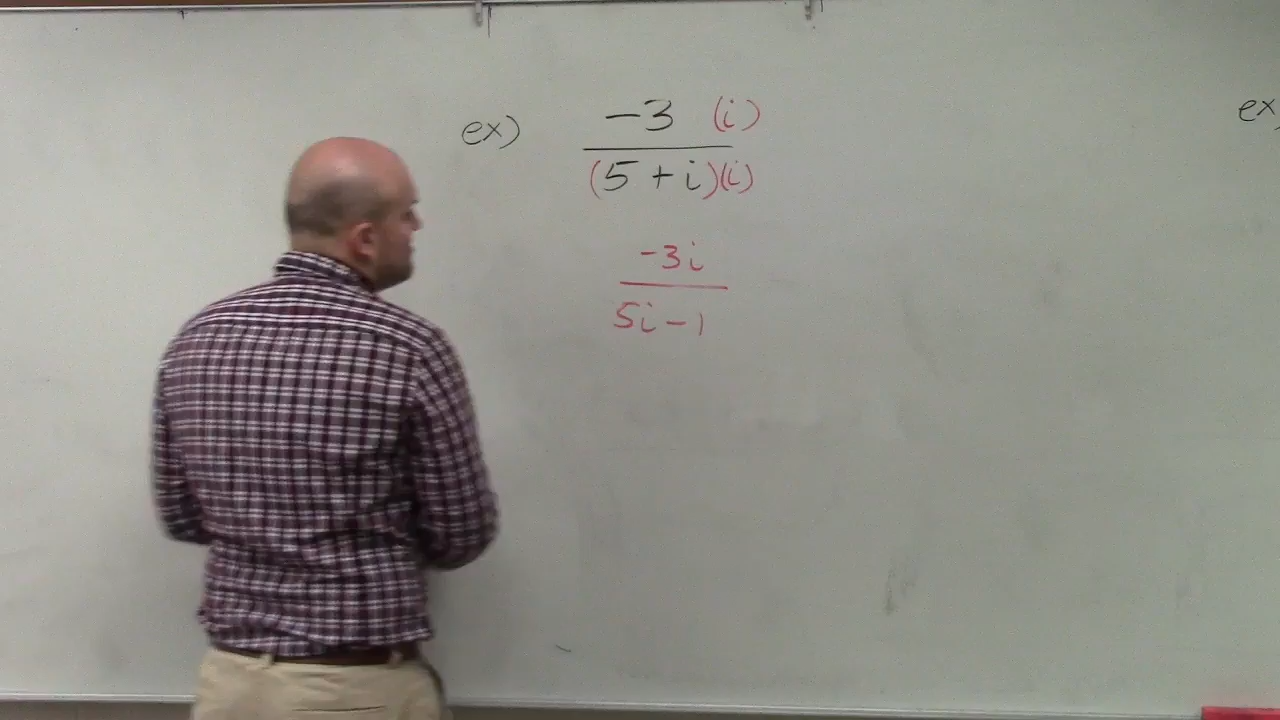 ex) -3 (i)
(5 + i)(i)
-3i
5i - 1
ex